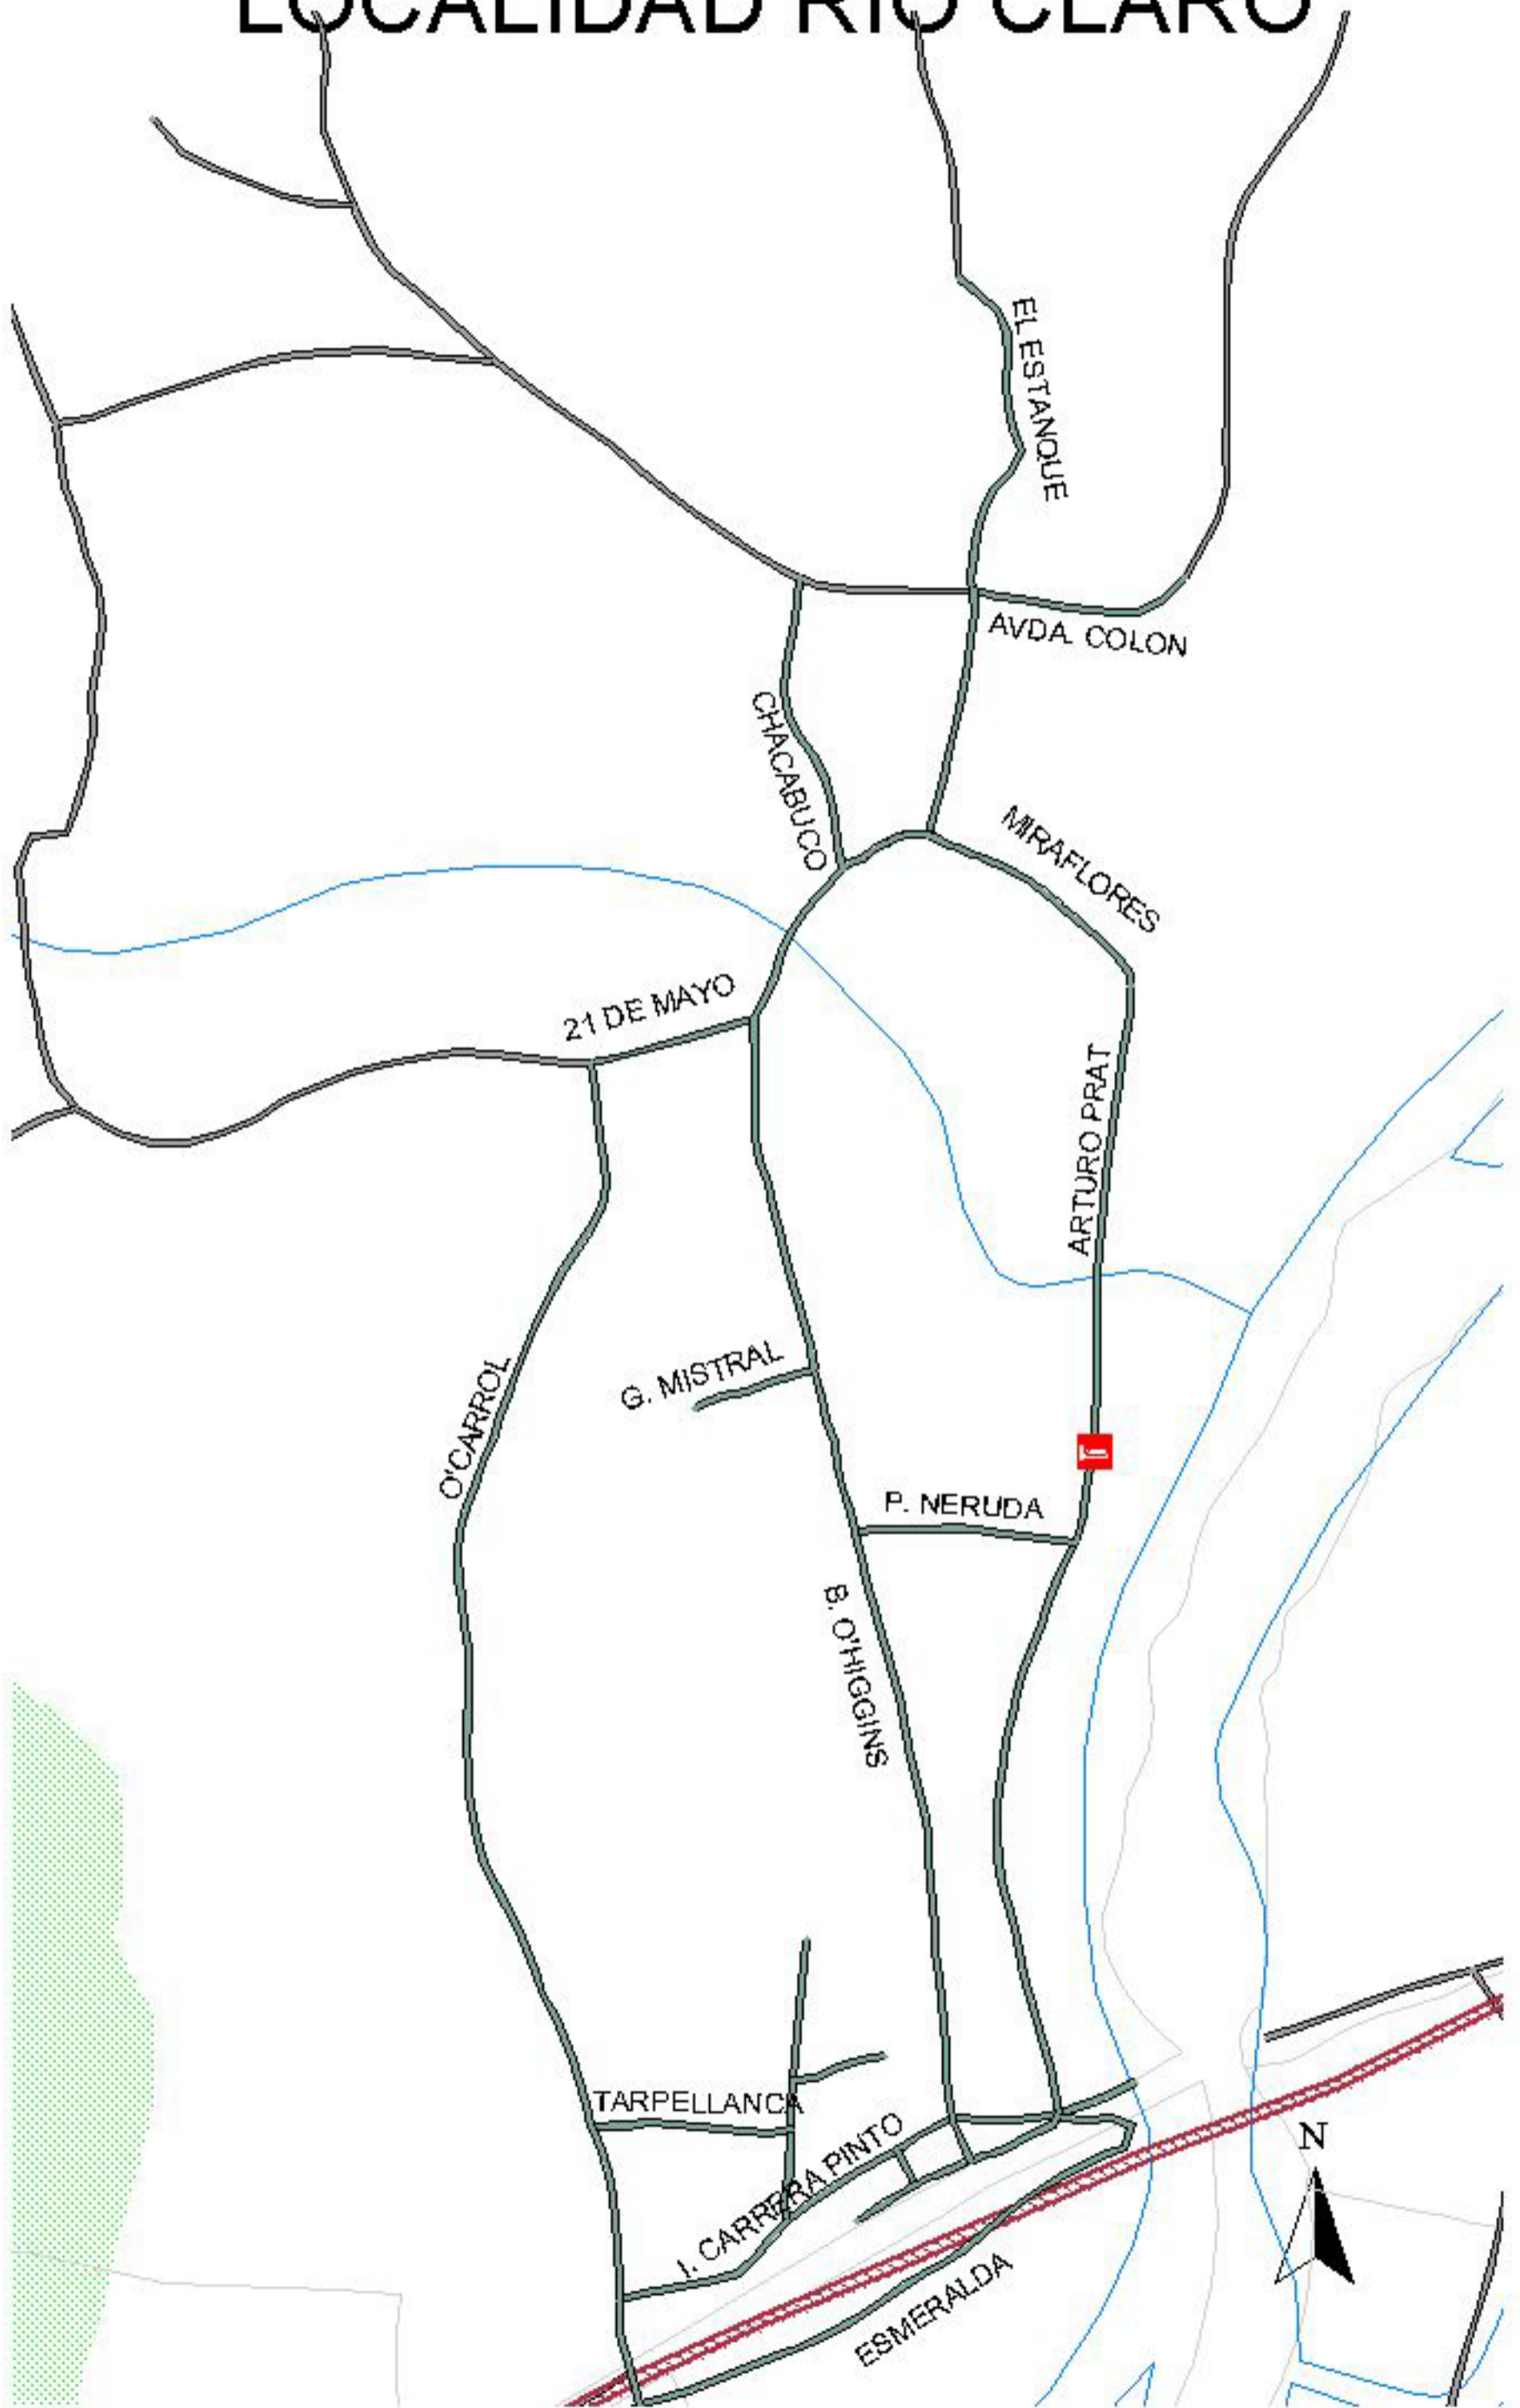 LOCALIDAD RIO CLARO
EL ESTANQUE
AVDA. COLON
CHACABUCO
MIRAFLORES
21 DE MAYO
ARTURO PRAT
G. MISTRAL
O'CARROL
P. NERUDA
B. O'HIGGINS
TARPELLANCA
I. CARRERA PINTO
N
ESMERALDA